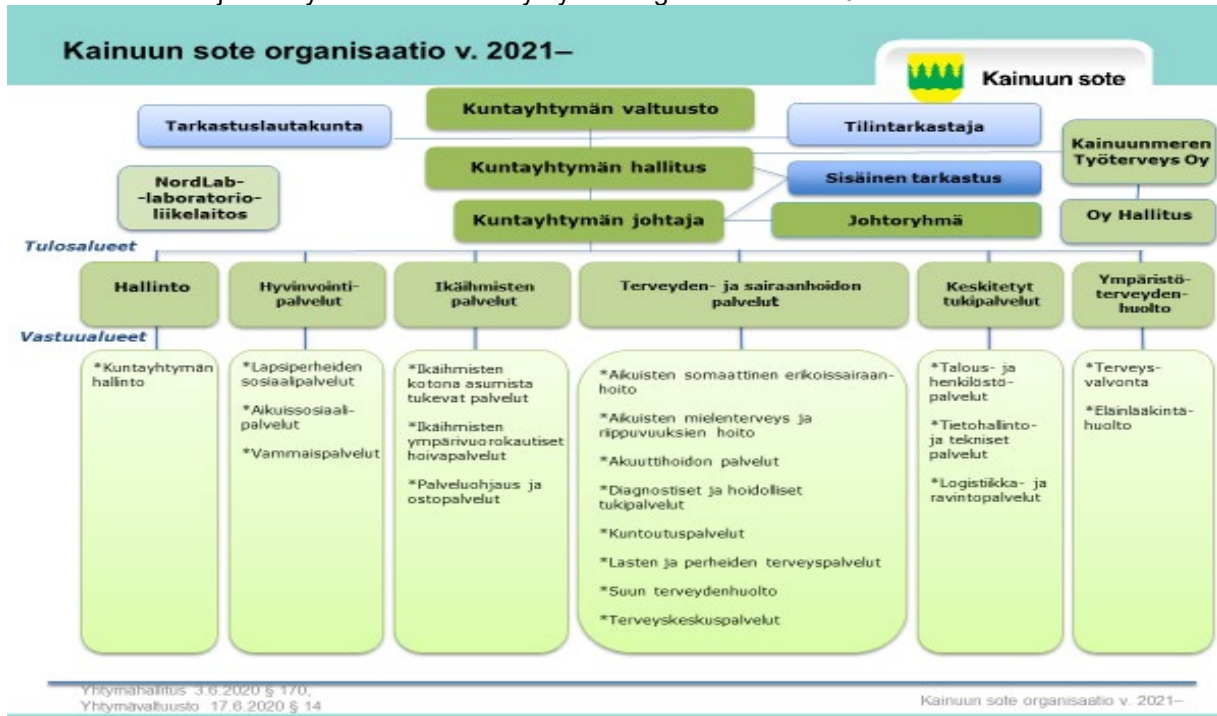 Kainuun sote organisaatio v. 2021–
Kainuun sote
Kuntayhtymän valtuusto
Tarkastuslautakunta
Tilintarkastaja
Kainuunmeren
Työterveys Oy
Kuntayhtymän hallitus
Sisäinen tarkastus
NordLab-
-laboratorio-
liikelaitos
Kuntayhtymän johtaja
Johtoryhmä
Oy Hallitus
Tulosalueet
Hallinto
Hyvinvointi-
palvelut
Ikäihmisten
palvelut
Terveyden- ja sairaanhoidon
palvelut
Keskitetyt
tukipalvelut
Ympäristö-
terveyden-
huolto
Vastuualueet
*Kuntayhtymän
hallinto
*Lapsiperheiden
sosiaalipalvelut
*Aikuissosiaali-
palvelut
*Vammaispalvelut
*Ikäihmisten
kotona asumista
tukevat palvelut
*Ikäihmisten
ympärivuorokautiset
hoivapalvelut
*Palveluohjaus ja
ostopalvelut
*Aikuisten somaattinen erikoissairaan-
hoito
*Aikuisten mielenterveys ja
riippuvuuksien hoito
*Akuuttihoidon palvelut
*Diagnostiset ja hoidolliset
tukipalvelut
*Kuntoutuspalvelut
*Lasten ja perheiden terveyspalvelut
*Suun terveydenhuolto
*Terveyskeskuspalvelut
*Talous- ja
henkilöstö-
palvelut
*Tietohallinto-
ja tekniset
palvelut
*Logistiikka- ja
ravintopalvelut
*Terveys-
valvonta
*Eläinlääkintä-
huolto
Yhtymähallitus 3.6.2020 § 170,
Yhtymävaltuusto 17.6.2020 § 14
Kainuun sote organisaatio v. 2021–